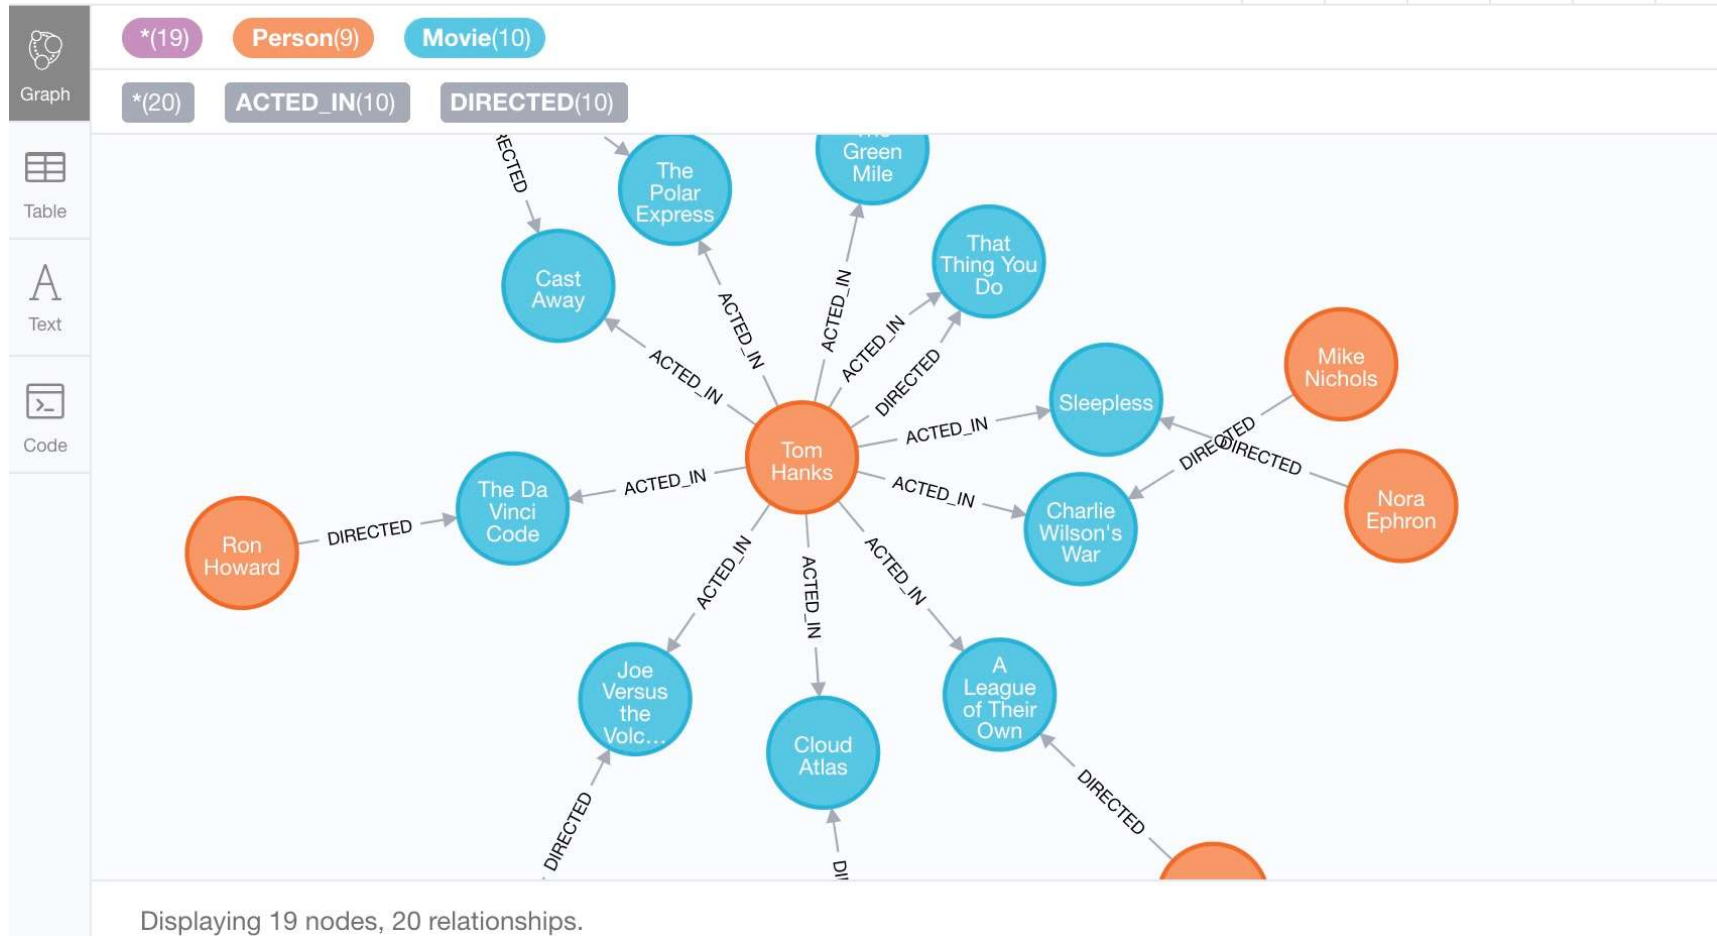 *(19) Person(9) Movie(10)
*(20) ACTED_IN(10) DIRECTED(10)
Graph
Table
Text
Code
The
Polar
Express
The
Green
Mile
That
Thing You
Do
Cast
Away
Sleepless
Mike
Nichols
Nora
Ephron
Charlie
Wilson's
War
Tom
Hanks
The Da
Vinci
Code
Ron
Howard
Joe
Versus
the
Volc...
Cloud
Atlas
A
League
of Their
Own
RECTED
ACTED_IN
ACTED_IN
ACTED_IN
ACTED_IN
DIRECTED
ACTED_IN
ACTED_IN
DIRECTED
DIRECTED
ACTED_IN
DIRECTED
ACTED_IN
ACTED_IN
ACTED_IN
DIRECTED
DIRECTED
Displaying 19 nodes, 20 relationships.